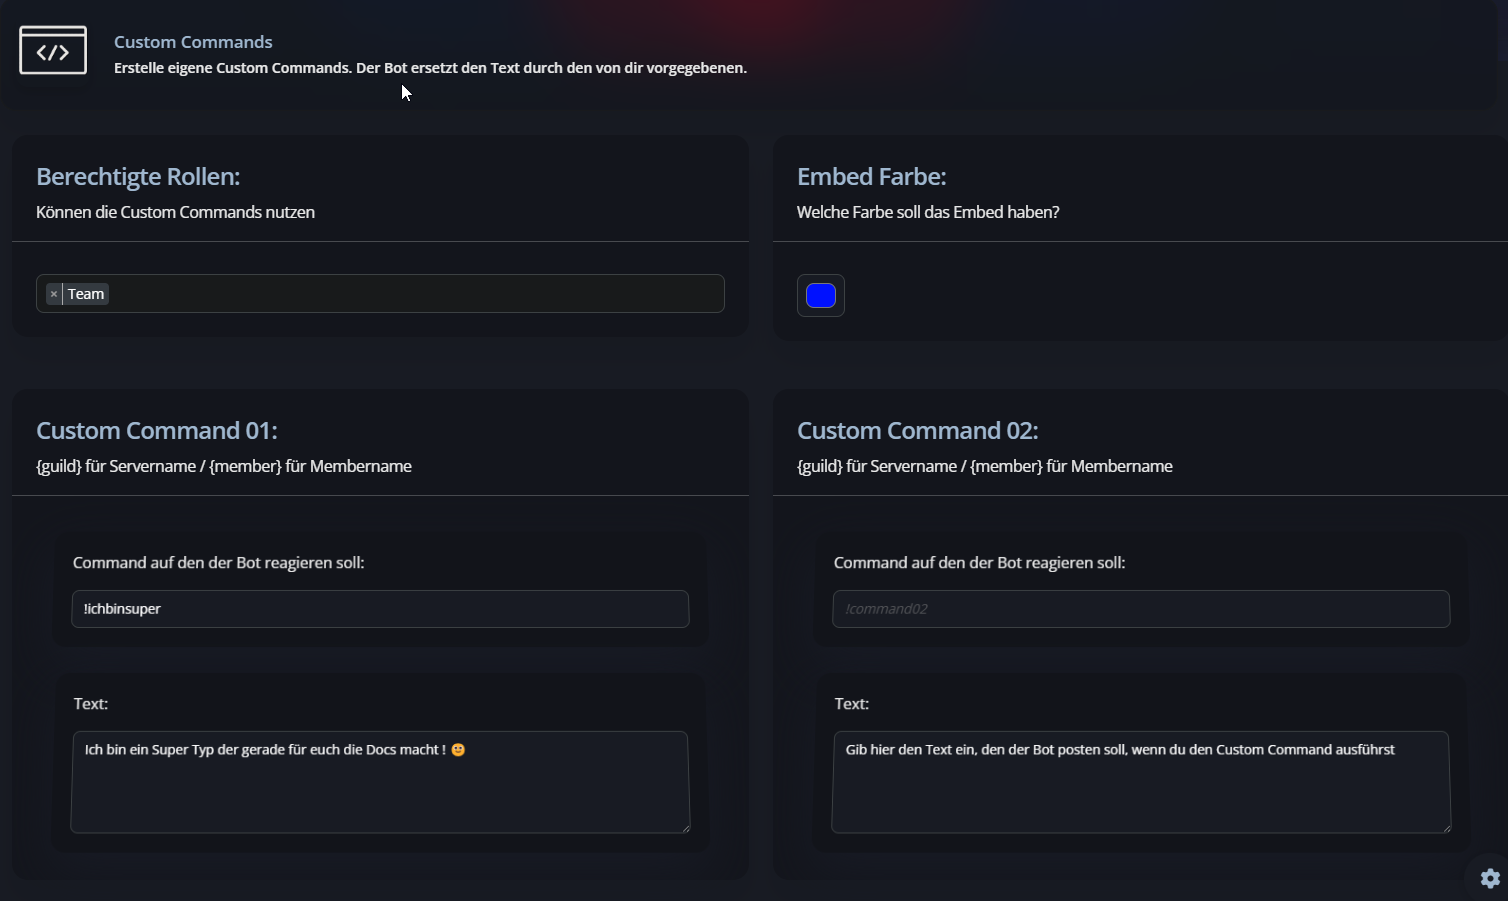 Custom Commands
Erstelle eigene Custom Commands. Der Bot ersetzt den Text durch den von dir vorgegebenen.
Berechtigte Rollen:
Können die Custom Commands nutzen
× Team
Embed Farbe:
Welche Farbe soll das Embed haben?
Custom Command 01:
{guild} für Servername / {member} für Membername
Command auf den der Bot reagieren soll:
!ichbinsuper
Text:
Ich bin ein Super Typ der gerade für euch die Docs macht ! 🙂
Custom Command 02:
{guild} für Servername / {member} für Membername
Command auf den der Bot reagieren soll:
!command02
Text:
Gib hier den Text ein, den der Bot posten soll, wenn du den Custom Command ausführst